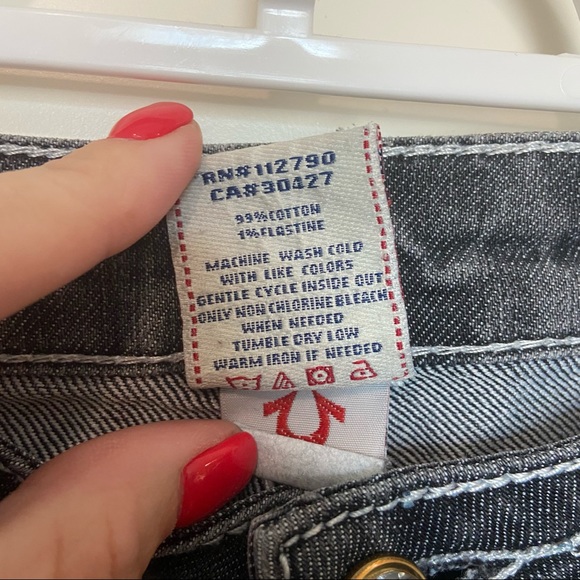 RN#112790
CA#30427
99%COTTON
1%ELASTINE
MACHINE WASH COLD
WITH LIKE COLORS
GENTLE CYCLE INSIDE OUT
ONLY NON CHLORINE BLEACH
WHEN NEEDED
TUMBLE DRY LOW
WARM IRON IF NEEDED